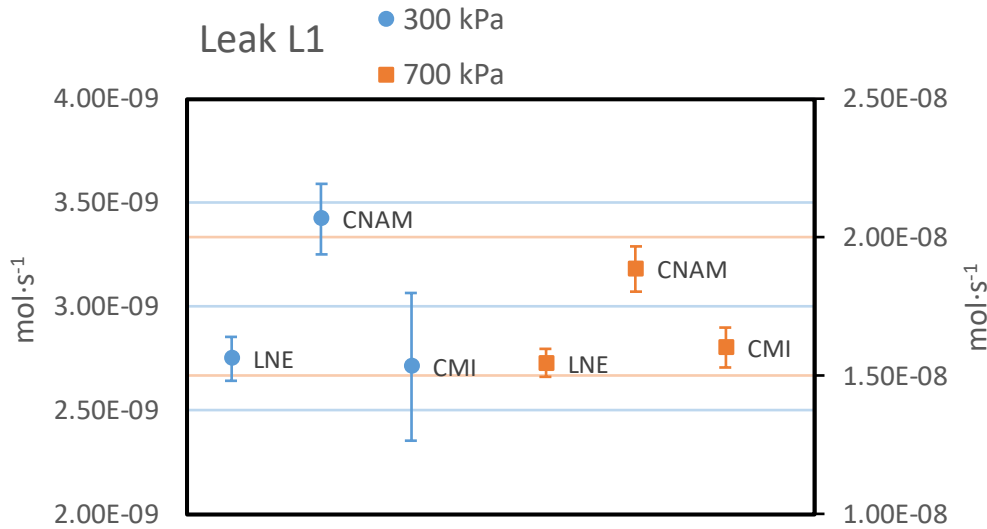 Leak L1
300 kPa
700 kPa
4.00E-09
3.50E-09
3.00E-09
2.50E-09
2.00E-09
mol·s-1
2.50E-08
2.00E-08
1.50E-08
1.00E-08
mol·s-1
LNE
CNAM
CMI
LNE
CNAM
CMI